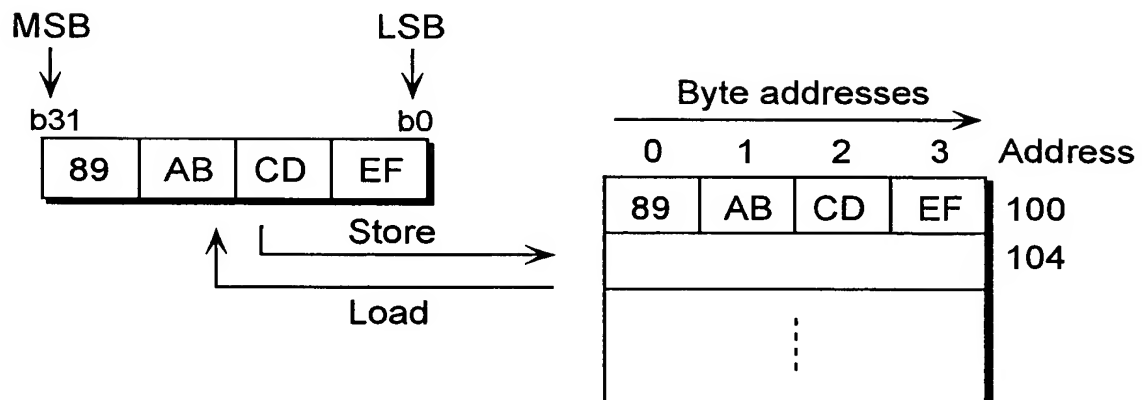 MSB LSB
b31 b0
89 AB CD EF
Store
Load
Byte addresses
0 1 2 3 Address
89 AB CD EF 100
104